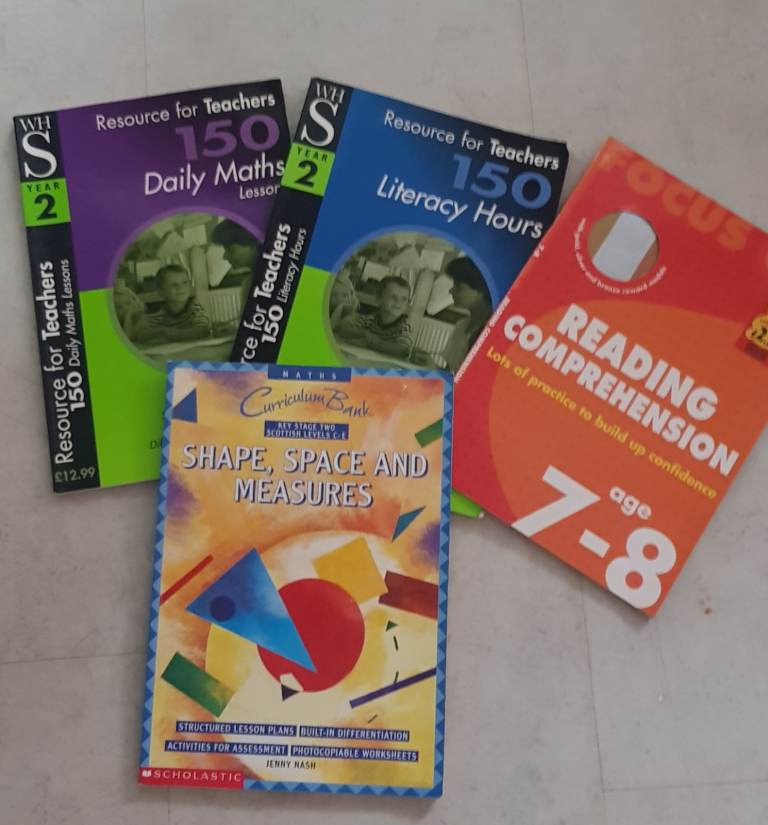 WH
S
YEAR
2
Resource for Teachers
150 Daily Maths Lessons
£12.99
Resource for Teachers
150
Daily Maths
Lesson
WH
S
YEAR
2
ce for Teachers
150 Literacy Hours
Resource for Teachers
150
Literacy Hours
FOCUS
READING
COMPREHENSION
Lots of practice to build up confidence
age
7-8
MATHS
Curriculum Bank
KEY STAGE TWO
SCOTTISH LEVELS C-E
SHAPE, SPACE AND
MEASURES
STRUCTURED LESSON PLANS BUILT-IN DIFFERENTIATION
ACTIVITIES FOR ASSESSMENT PHOTOCOPIABLE WORKSHEETS
JENNY NASH
SCHOLASTIC